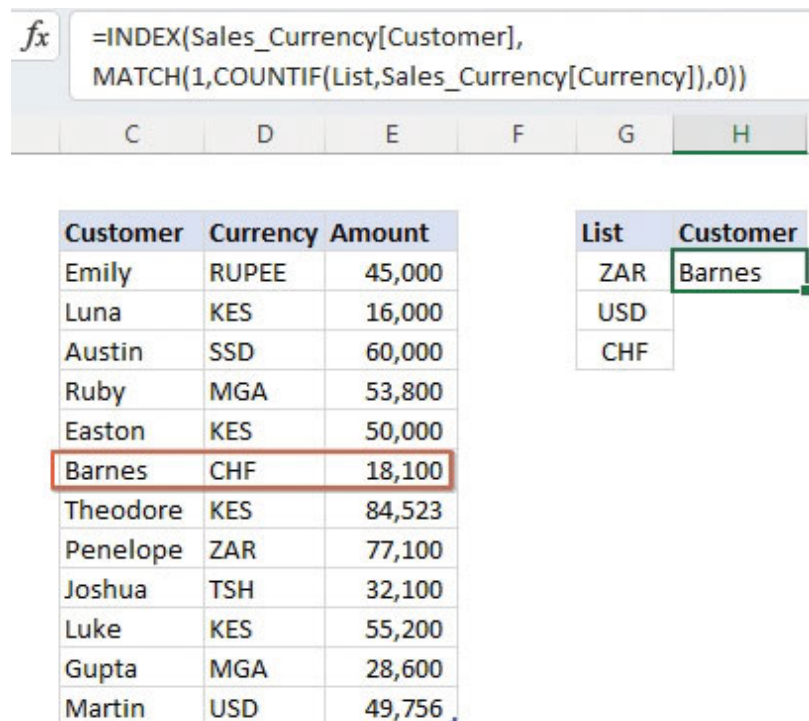 fx =INDEX(Sales_Currency[Customer],
MATCH(1,COUNTIF(List,Sales_Currency[Currency]),0))
C D E F G H
Customer Currency Amount List Customer
Emily RUPEE 45,000 ZAR Barnes
Luna KES 16,000 USD
Austin SSD 60,000 CHF
Ruby MGA 53,800
Easton KES 50,000
Barnes CHF 18,100
Theodore KES 84,523
Penelope ZAR 77,100
Joshua TSH 32,100
Luke KES 55,200
Gupta MGA 28,600
Martin USD 49,756